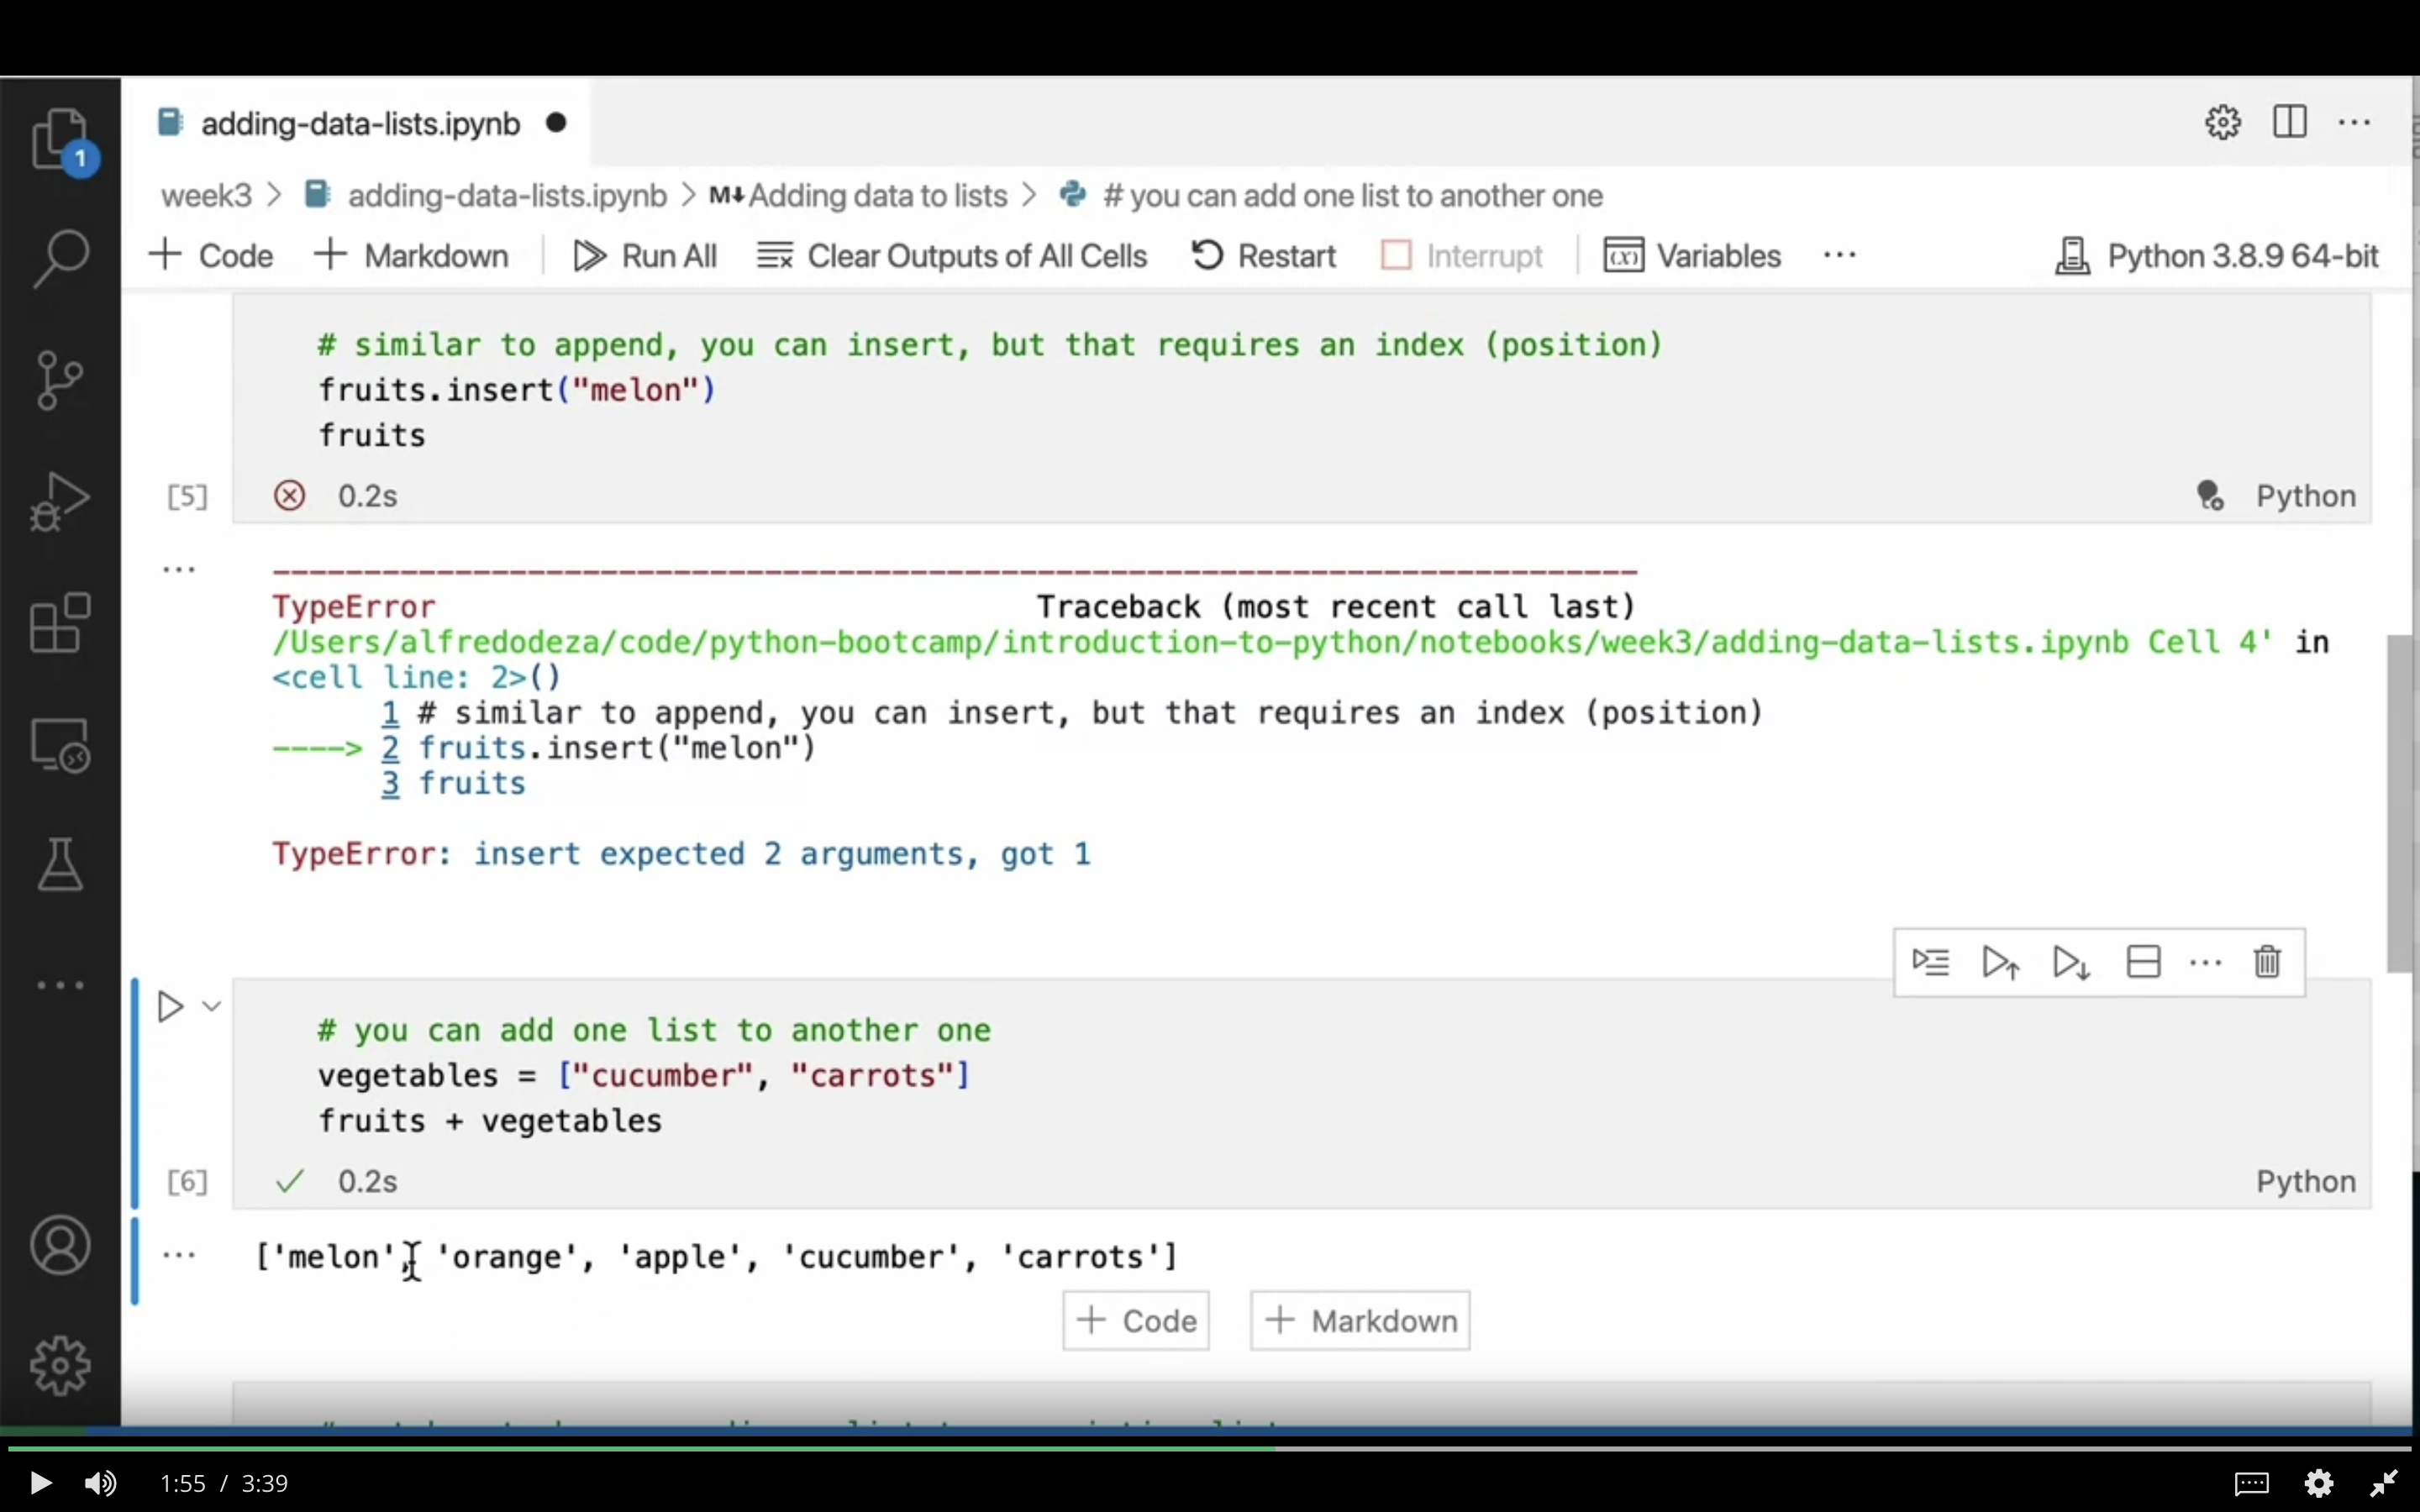 adding-data-lists.ipynb
1
week3 > adding-data-lists.ipynb > M↓Adding data to lists > # you can add one list to another one
+ Code + Markdown Run All Clear Outputs of All Cells Restart Interrupt Variables ... Python 3.8.9 64-bit
# similar to append, you can insert, but that requires an index (position)
fruits.insert("melon")
fruits
[5] 0.2s Python
...
TypeError Traceback (most recent call last)
/Users/alfredodeza/code/python-bootcamp/introduction-to-python/notebooks/week3/adding-data-lists.ipynb Cell 4' in
<cell line: 2>()
1 # similar to append, you can insert, but that requires an index (position)
----> 2 fruits.insert("melon")
3 fruits
TypeError: insert expected 2 arguments, got 1
# you can add one list to another one
vegetables = ["cucumber", "carrots"]
fruits + vegetables
[6] 0.2s Python
... ['melon', 'orange', 'apple', 'cucumber', 'carrots']
+ Code + Markdown
1:55 / 3:39